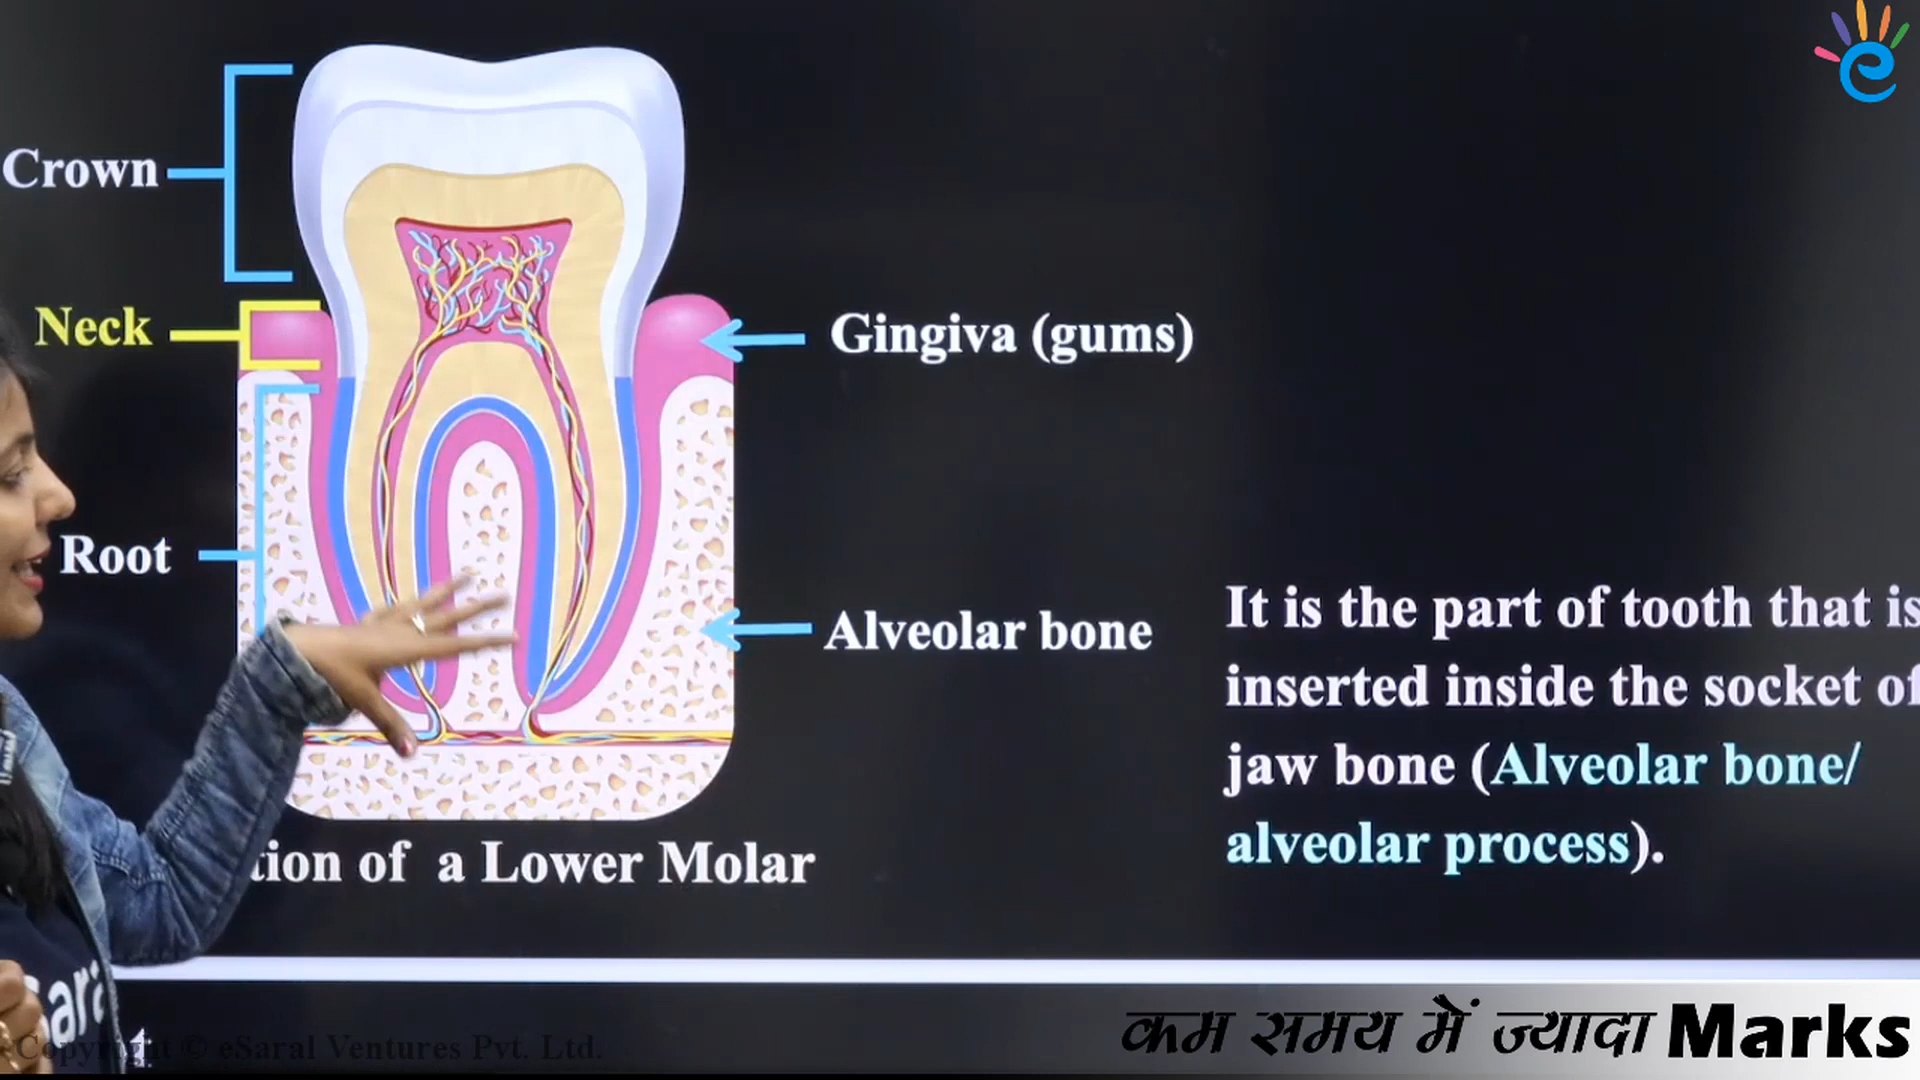 Crown
Neck
Gingiva (gums)
Root
Alveolar bone
It is the part of tooth that is
inserted inside the socket of
jaw bone (Alveolar bone/
alveolar process).
of a Lower Molar
कम समय में ज्यादा Marks
Copyright © eSaral Ventures Pvt. Ltd.